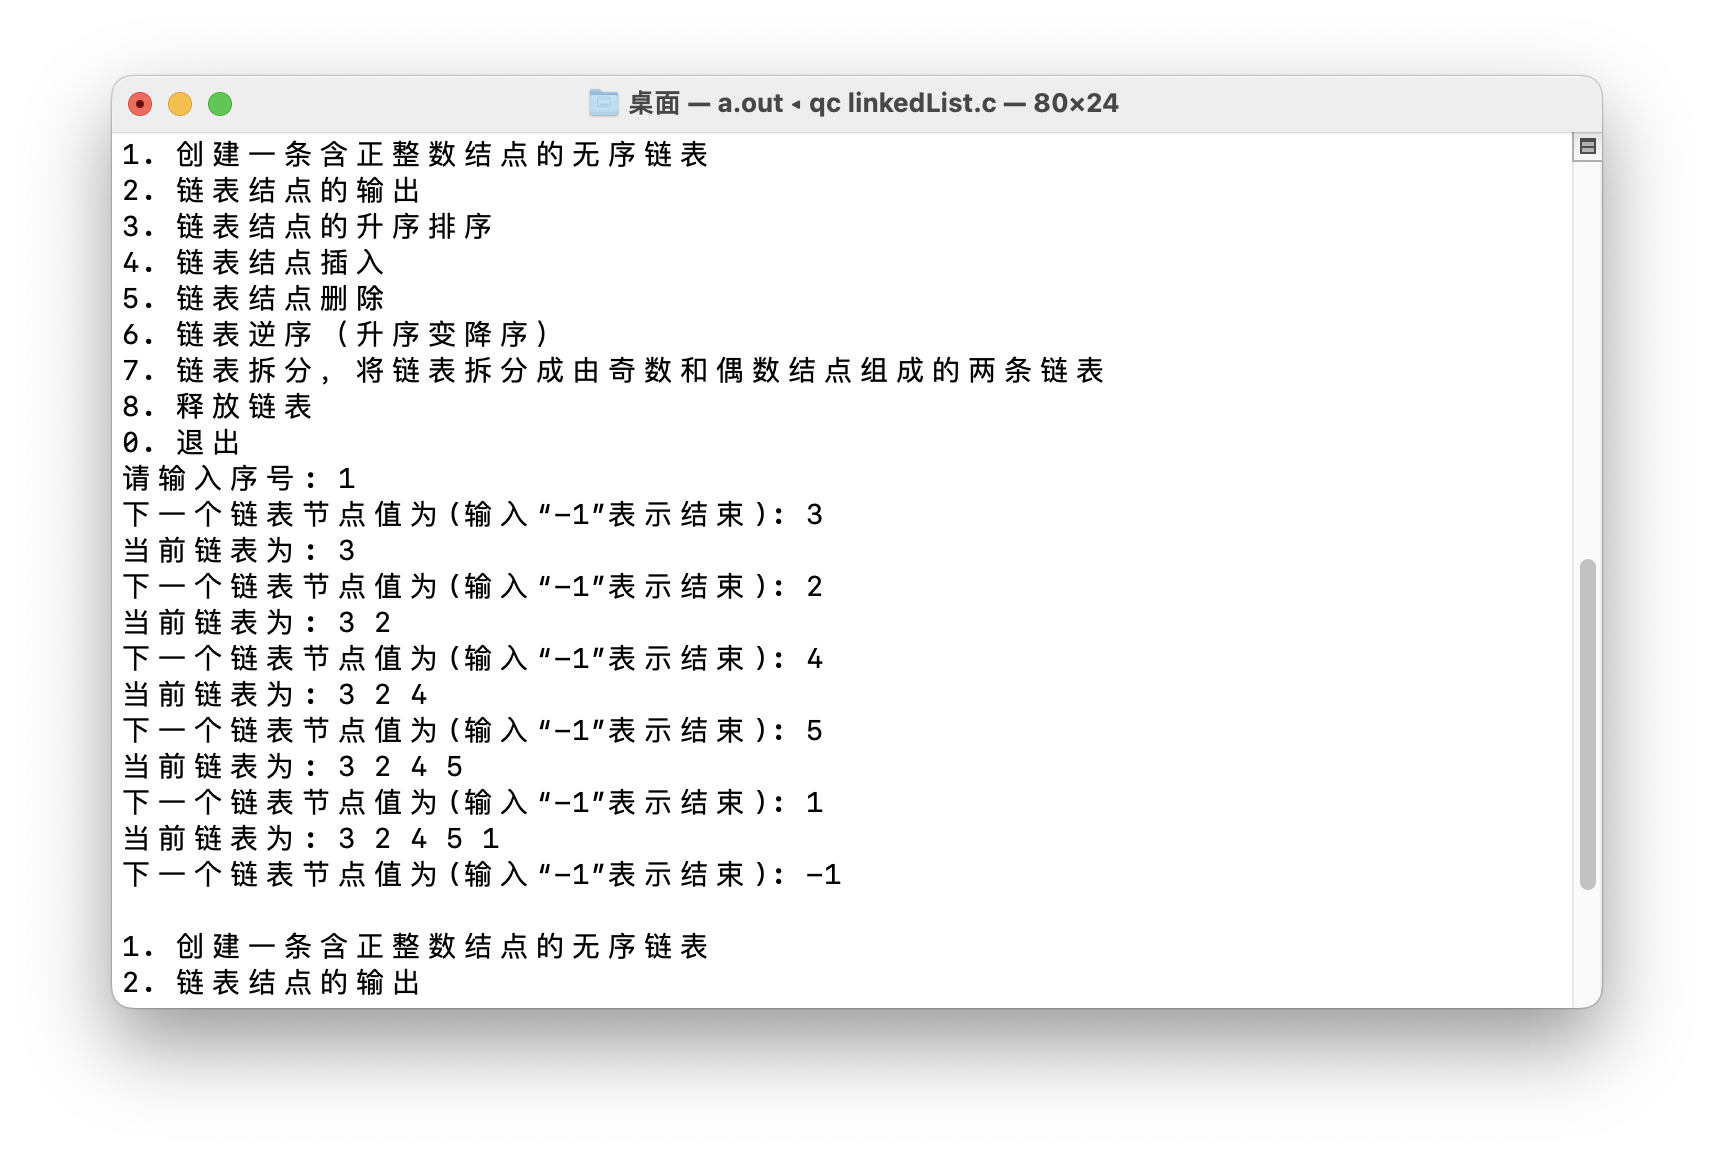 桌面 — a.out ◂ qc linkedList.c — 80×24
1. 创建一条含正整数结点的无序链表
2. 链表结点的输出
3. 链表结点的升序排序
4. 链表结点插入
5. 链表结点删除
6. 链表逆序（升序变降序）
7. 链表拆分，将链表拆分成由奇数和偶数结点组成的两条链表
8. 释放链表
0. 退出
请输入序号: 1
下一个链表节点值为(输入“-1”表示结束): 3
当前链表为: 3
下一个链表节点值为(输入“-1”表示结束): 2
当前链表为: 3 2
下一个链表节点值为(输入“-1”表示结束): 4
当前链表为: 3 2 4
下一个链表节点值为(输入“-1”表示结束): 5
当前链表为: 3 2 4 5
下一个链表节点值为(输入“-1”表示结束): 1
当前链表为: 3 2 4 5 1
下一个链表节点值为(输入“-1”表示结束): -1
1. 创建一条含正整数结点的无序链表
2. 链表结点的输出